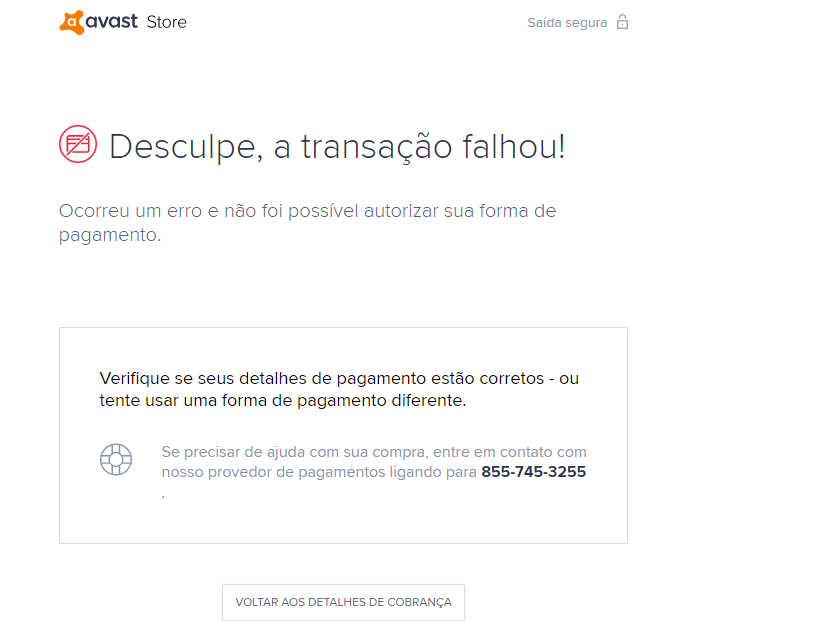 avast Store
Saída segura
Desculpe, a transação falhou!
Ocorreu um erro e não foi possível autorizar sua forma de
pagamento.
Verifique se seus detalhes de pagamento estão corretos - ou
tente usar uma forma de pagamento diferente.
Se precisar de ajuda com sua compra, entre em contato com
nosso provedor de pagamentos ligando para 855-745-3255
.
VOLTAR AOS DETALHES DE COBRANÇA